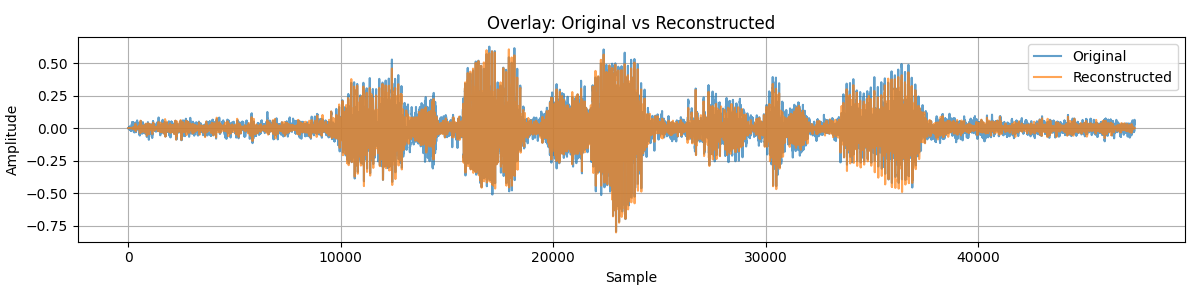 Overlay: Original vs Reconstructed
Original
Reconstructed
Amplitude
0.50
0.25
0.00
−0.25
−0.50
−0.75
0
10000
20000
30000
40000
Sample